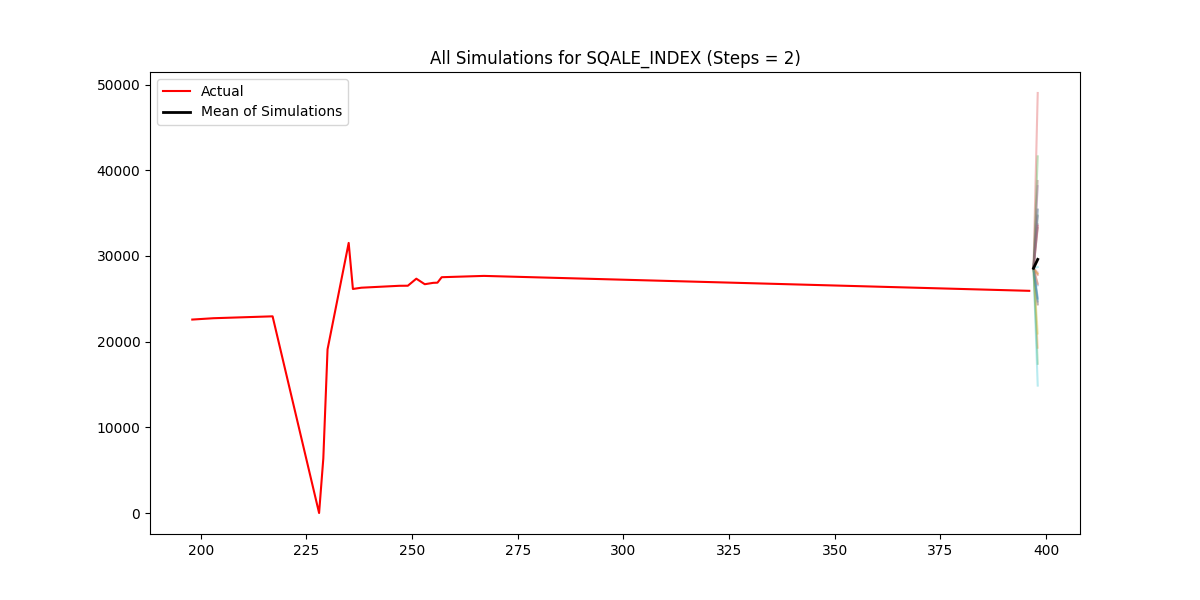 All Simulations for SQALE_INDEX (Steps = 2)
Actual
Mean of Simulations
50000
40000
30000
20000
10000
0
200 225 250 275 300 325 350 375 400